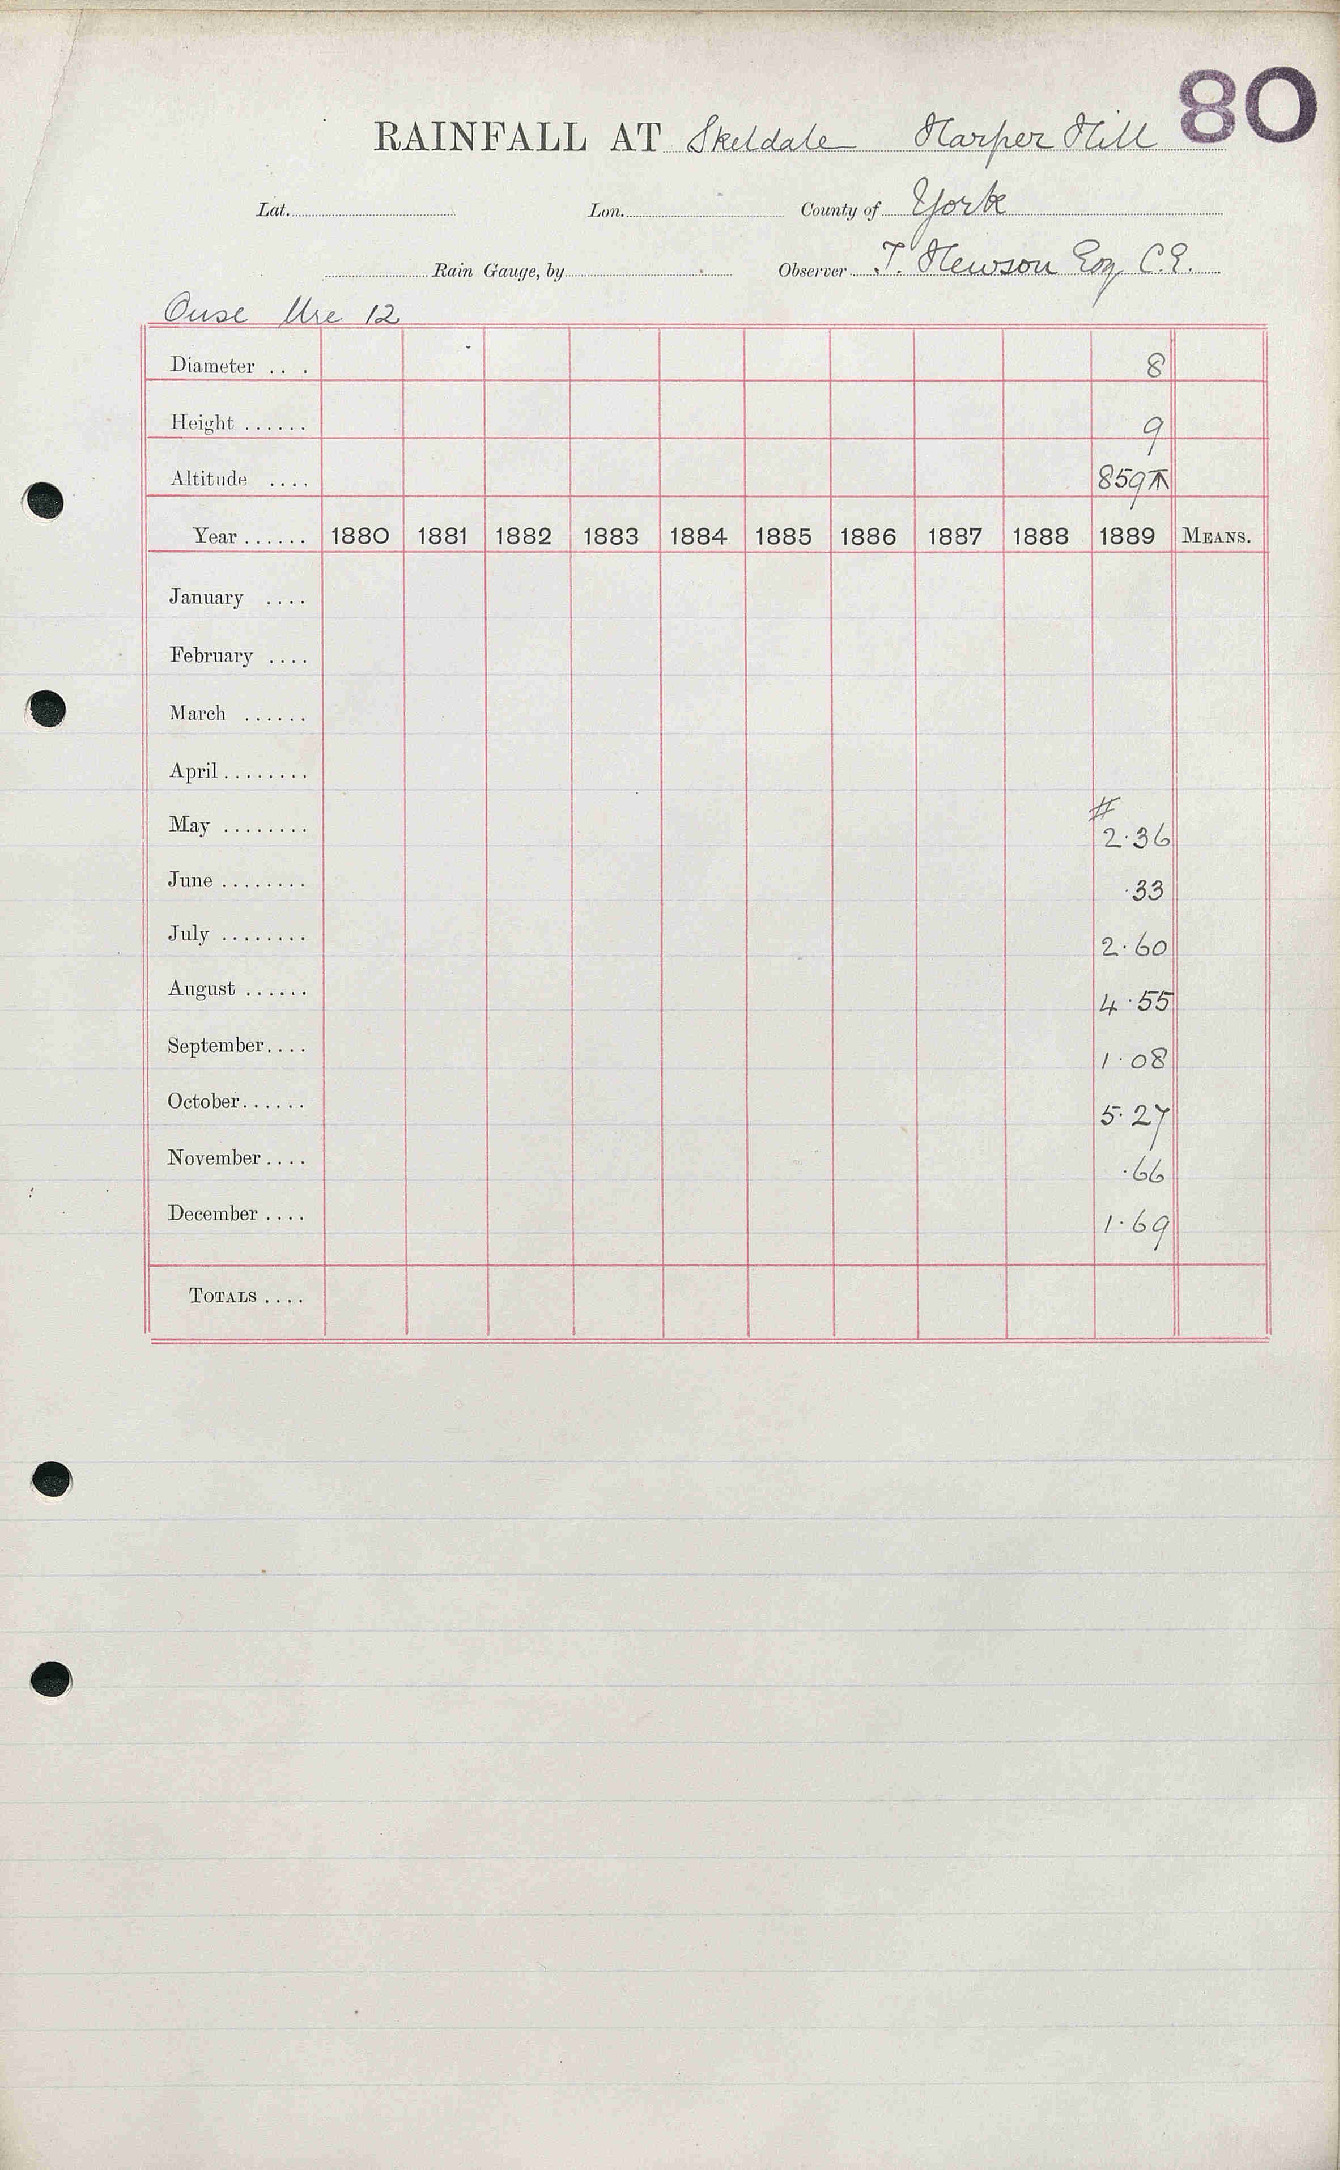 80
RAINFALL AT Skeldale Harper Hill
Lat. Lon. County of York
Rain Gauge, by Observer T. Hewson Esq C.E.
Ouse Ure 12
Diameter . . . 8
Height ...... 9
Altitude .... 859
Year ...... 1880 1881 1882 1883 1884 1885 1886 1887 1888 1889 MEANS.
January ....
February ....
March ......
April ........
#
May ........ 2.36
June ........ .33
July ........ 2.60
August ...... 4.55
September.... 1.08
October...... 5.27
November .... .66
December .... 1.69
TOTALS ....